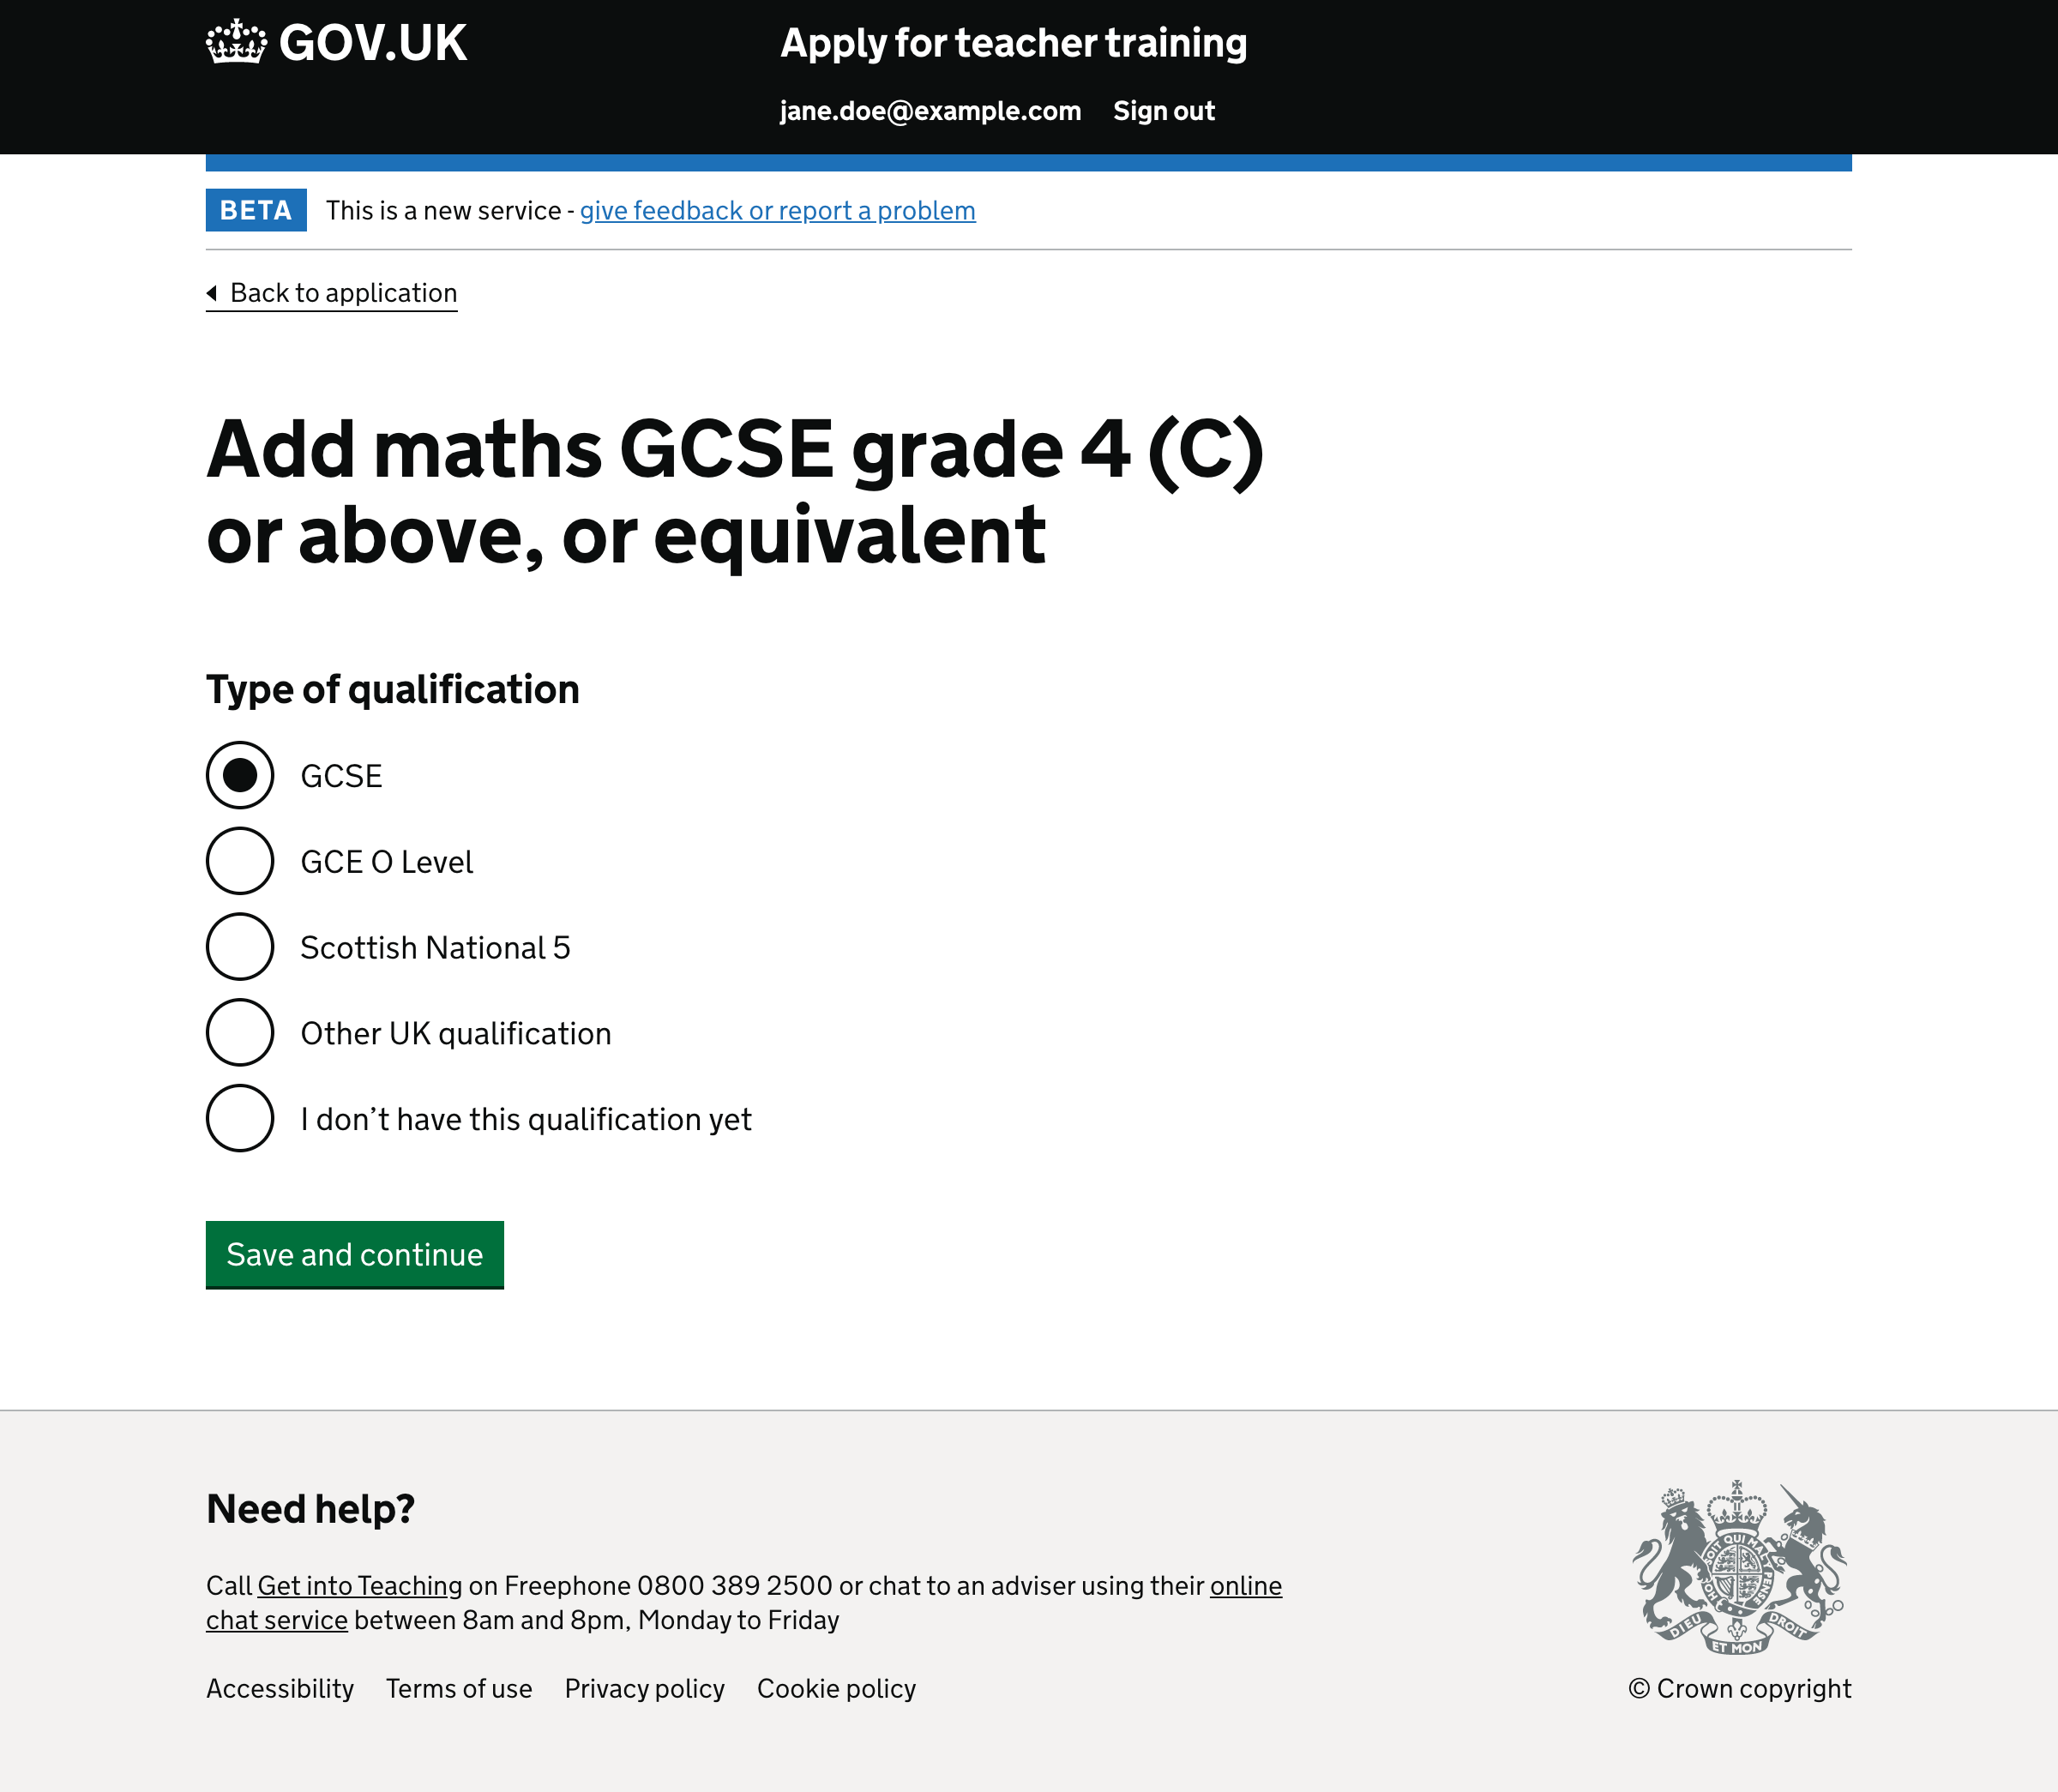 GOV.UK
Apply for teacher training
jane.doe@example.com Sign out
BETA This is a new service - give feedback or report a problem
Back to application
Add maths GCSE grade 4 (C)
or above, or equivalent
Type of qualification
GCSE
GCE O Level
Scottish National 5
Other UK qualification
I don’t have this qualification yet
Save and continue
Need help?
Call Get into Teaching on Freephone 0800 389 2500 or chat to an adviser using their online
chat service between 8am and 8pm, Monday to Friday
SOIT QUI MAL Y PENSE
DIEU ET MON DROIT
Accessibility Terms of use Privacy policy Cookie policy
© Crown copyright